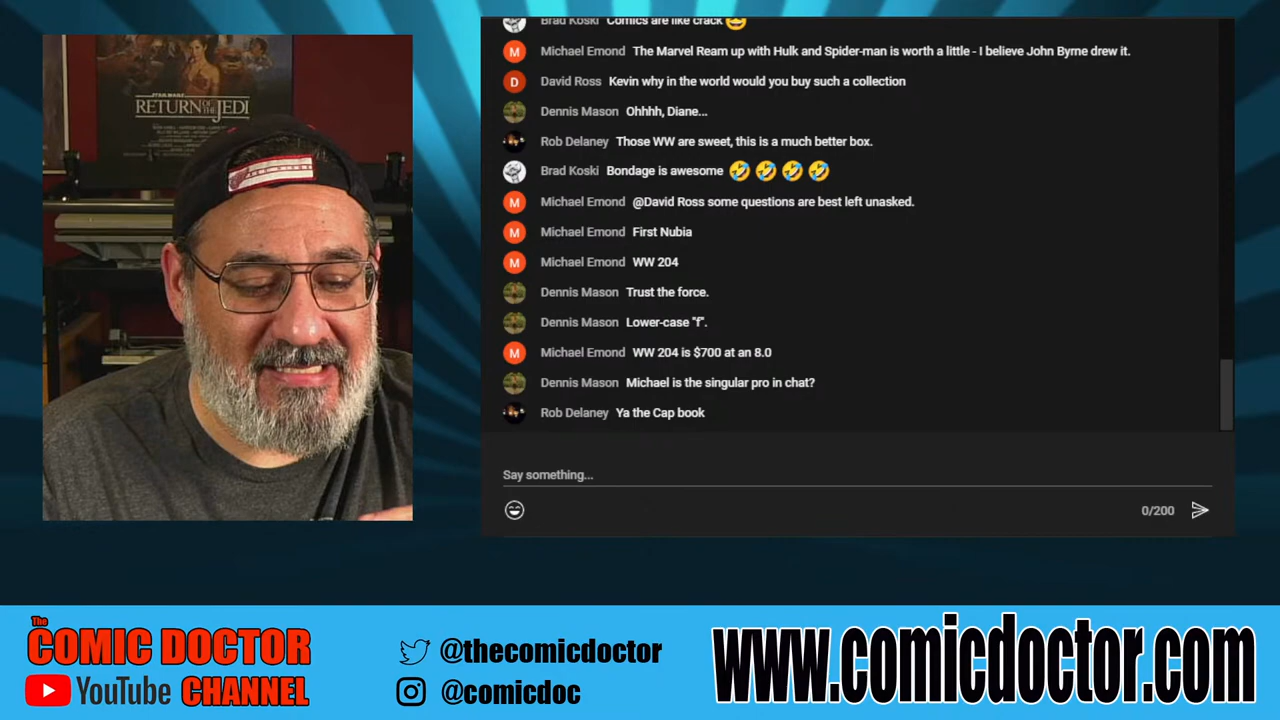 STAR WARS
RETURN OF THE JEDI
Brad Koski Comics are like crack 😄
M Michael Emond The Marvel Ream up with Hulk and Spider-man is worth a little - I believe John Byrne drew it.
D David Ross Kevin why in the world would you buy such a collection
Dennis Mason Ohhhh, Diane...
Rob Delaney Those WW are sweet, this is a much better box.
Brad Koski Bondage is awesome 🤣🤣🤣🤣
M Michael Emond @David Ross some questions are best left unasked.
M Michael Emond First Nubia
M Michael Emond WW 204
Dennis Mason Trust the force.
Dennis Mason Lower-case "f".
M Michael Emond WW 204 is $700 at an 8.0
Dennis Mason Michael is the singular pro in chat?
Rob Delaney Ya the Cap book
Say something...
0/200
The
COMIC DOCTOR
YouTube CHANNEL
@thecomicdoctor
@comicdoc
www.comicdoctor.com